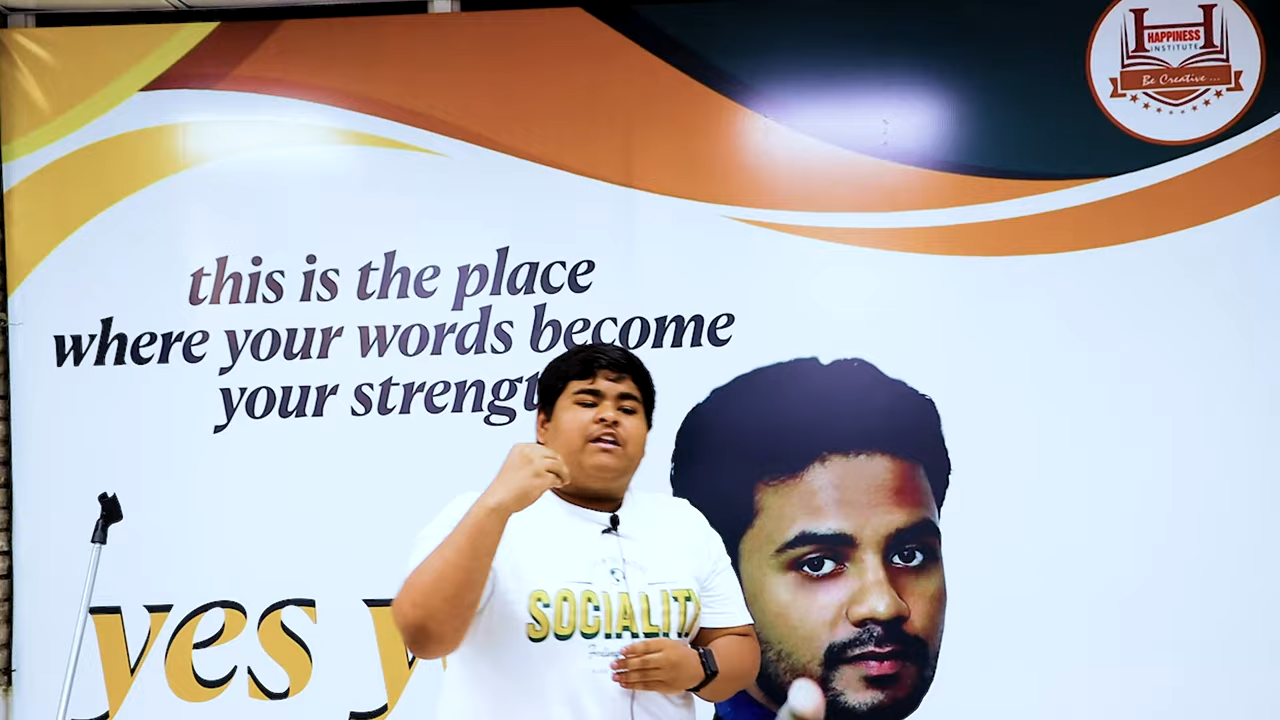 HAPPINESS
INSTITUTE
Be Creative ...
this is the place
where your words become
your strengt
yes y
SOCIALIT